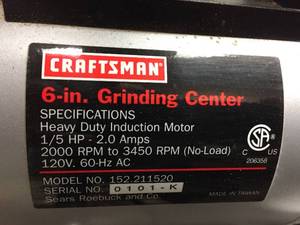 CRAFTSMAN
6-in. Grinding Center
SPECIFICATIONS
Heavy Duty Induction Motor
1/5 HP - 2.0 Amps
2000 RPM to 3450 RPM (No-Load)
120V. 60-Hz AC
C US
206358
MODEL NO. 152.211520
SERIAL NO. 0101-K
Sears Roebuck and Co.
MADE IN TAIWAN